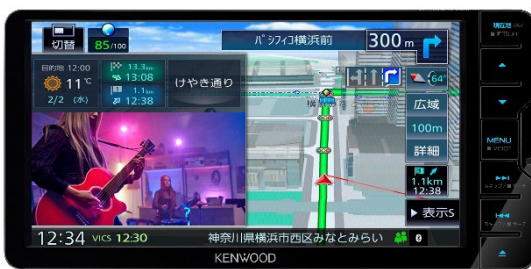 切替
85/100
パシフィコ横浜前
300m
現在地
目的地 12:00
11℃
2/2 (水)
13.3km
13:08
1.1km
12:38
けやき通り
64°
広域
100m
詳細
1.1km
12:38
表示S
MENU
12:34 VICS 12:30
神奈川県横浜市西区みなとみらい
KENWOOD